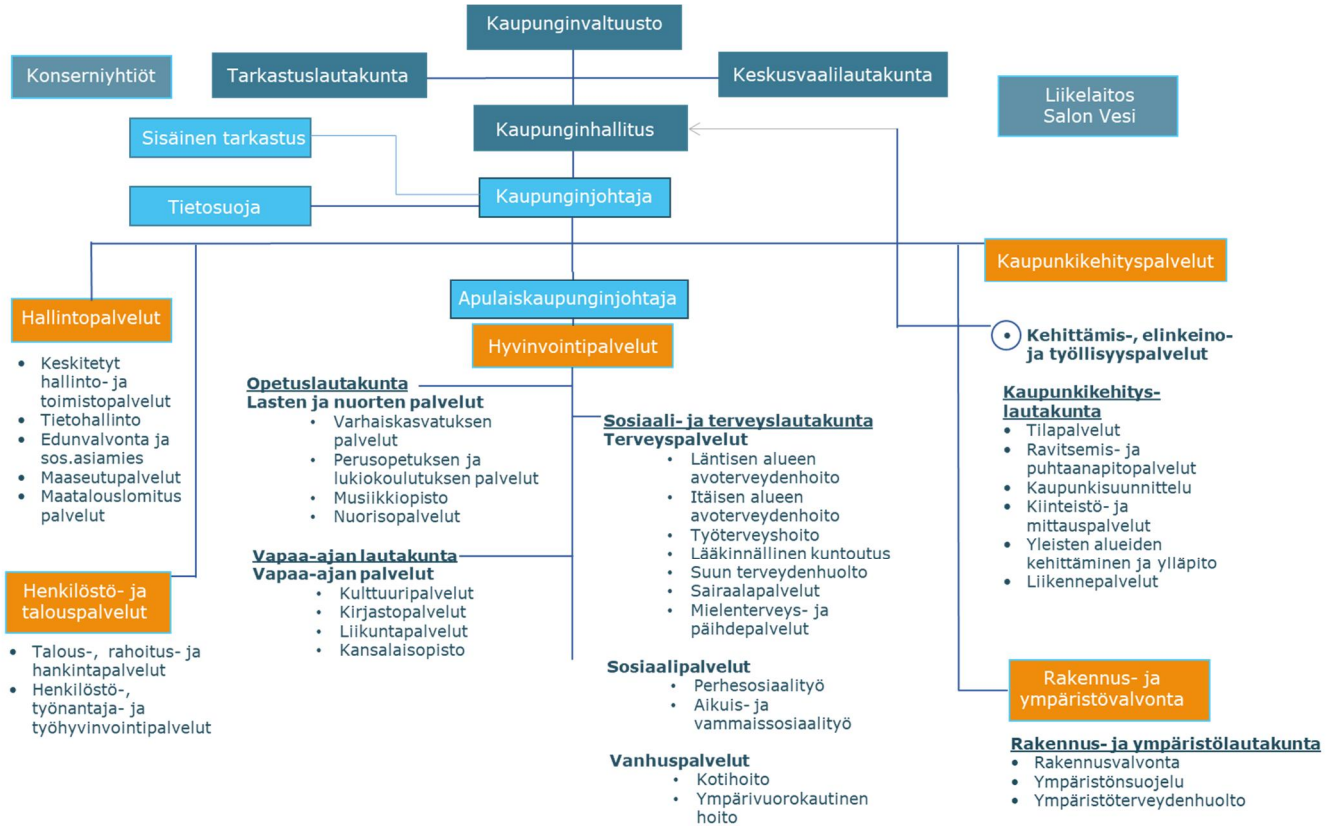 Kaupunginvaltuusto
Konserniyhtiöt
Tarkastuslautakunta
Keskusvaalilautakunta
Liikelaitos
Salon Vesi
Kaupunginhallitus
Sisäinen tarkastus
Kaupunginjohtaja
Tietosuoja
Kaupunkikehityspalvelut
Apulaiskaupunginjohtaja
Hyvinvointipalvelut
Hallintopalvelut
• Keskitetyt
hallinto- ja
toimistopalvelut
• Tietohallinto
• Edunvalvonta ja
sos.asiamies
• Maaseutupalvelut
• Maatalouslomitus
palvelut
Henkilöstö- ja
talouspalvelut
• Talous-, rahoitus- ja
hankintapalvelut
• Henkilöstö-,
työnantaja- ja
työhyvinvointipalvelut
Opetuslautakunta
Lasten ja nuorten palvelut
• Varhaiskasvatuksen
palvelut
• Perusopetuksen ja
lukiokoulutuksen palvelut
• Musiikkiopisto
• Nuorisopalvelut
Vapaa-ajan lautakunta
Vapaa-ajan palvelut
• Kulttuuripalvelut
• Kirjastopalvelut
• Liikuntapalvelut
• Kansalaisopisto
Sosiaali- ja terveyslautakunta
Terveyspalvelut
• Läntisen alueen
avoterveydenhoito
• Itäisen alueen
avoterveydenhoito
• Työterveyshoito
• Lääkinnällinen kuntoutus
• Suun terveydenhuolto
• Sairaalapalvelut
• Mielenterveys- ja
päihdepalvelut
Sosiaalipalvelut
• Perhesosiaalityö
• Aikuis- ja
vammaissosiaalityö
Vanhuspalvelut
• Kotihoito
• Ympärivuorokautinen
hoito
• Kehittämis-, elinkeino-
ja työllisyyspalvelut
Kaupunkikehitys-
lautakunta
• Tilapalvelut
• Ravitsemis- ja
puhtaanapitopalvelut
• Kaupunkisuunnittelu
• Kiinteistö- ja
mittauspalvelut
• Yleisten alueiden
kehittäminen ja ylläpito
• Liikennepalvelut
Rakennus- ja
ympäristövalvonta
Rakennus- ja ympäristölautakunta
• Rakennusvalvonta
• Ympäristönsuojelu
• Ympäristöterveydenhuolto